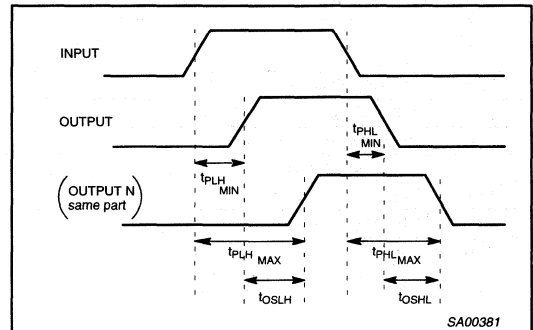 INPUT
OUTPUT
tPHL
MIN
tPLH
MIN
(OUTPUT N
same part)
tPLH MAX
tPHL MAX
tOSLH
tOSHL
SA00381